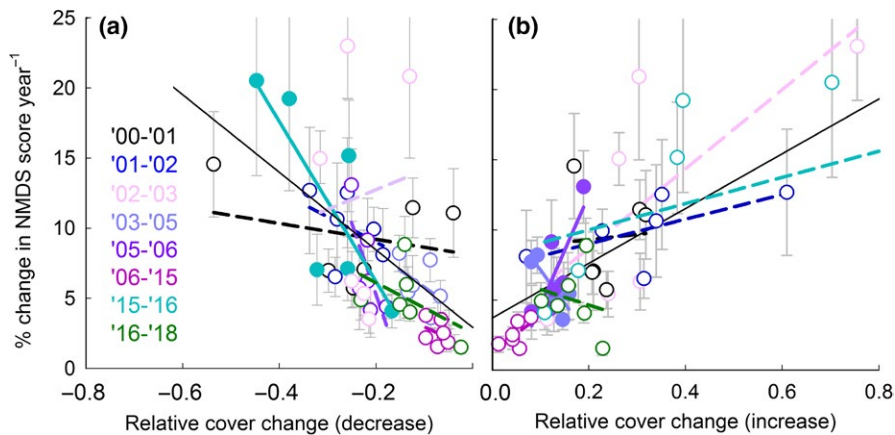 (a)
(b)
% change in NMDS score year⁻¹
25
20
15
10
5
0
'00-'01
'01-'02
'02-'03
'03-'05
'05-'06
'06-'15
'15-'16
'16-'18
−0.8 −0.6 −0.4 −0.2
0.0 0.2 0.4 0.6 0.8
Relative cover change (decrease)
Relative cover change (increase)